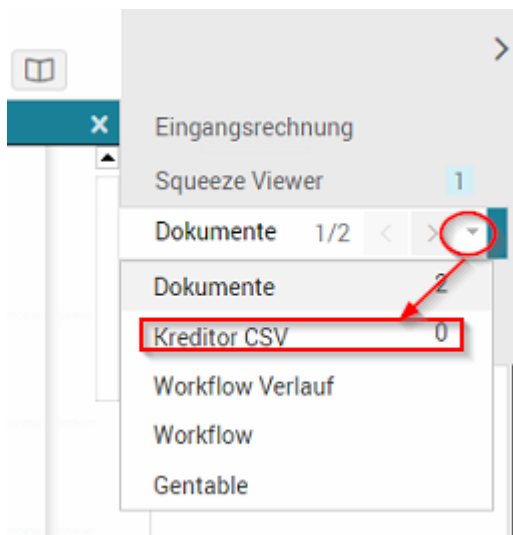 Eingangsrechnung
Squeeze Viewer 1
Dokumente 1/2
Dokumente 2
Kreditor CSV 0
Workflow Verlauf
Workflow
Gentable